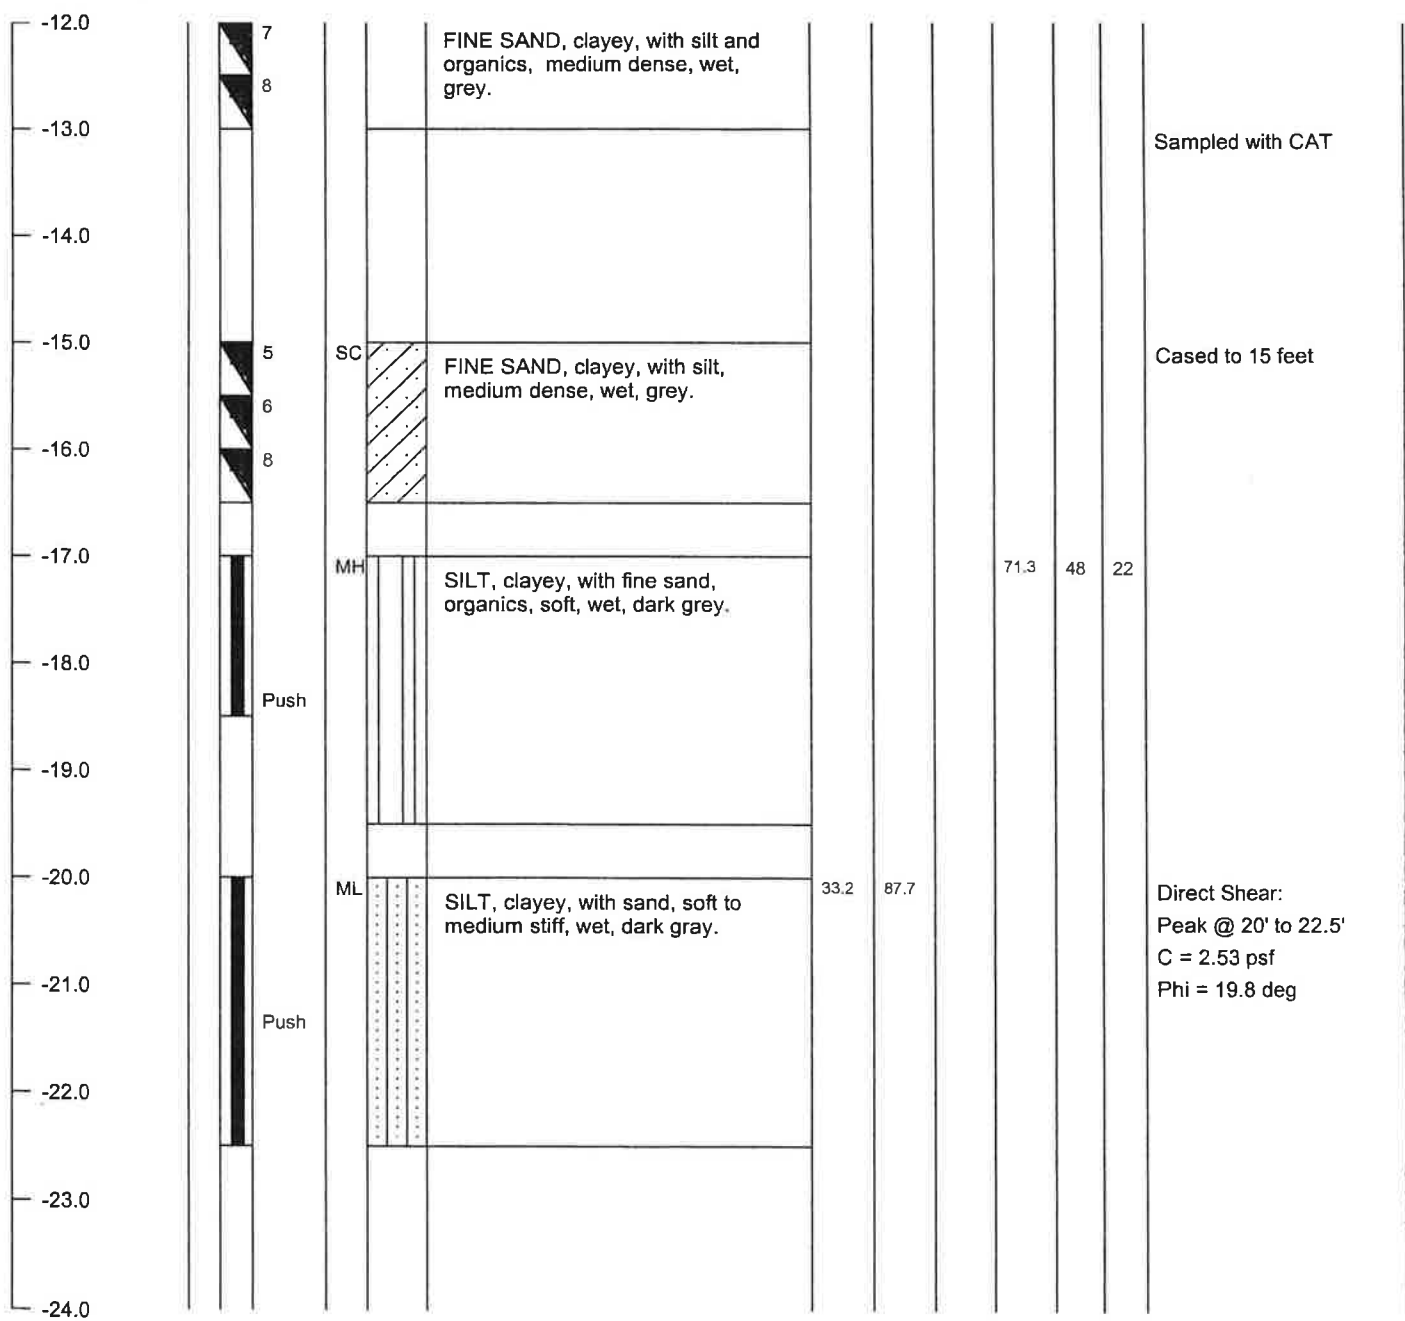 -12.0
7
FINE SAND, clayey, with silt and
organics, medium dense, wet,
grey.
8
-13.0
Sampled with CAT
-14.0
-15.0
5
SC
FINE SAND, clayey, with silt,
medium dense, wet, grey.
Cased to 15 feet
6
-16.0
8
-17.0
MH
SILT, clayey, with fine sand,
organics, soft, wet, dark grey.
71.3 48 22
-18.0
Push
-19.0
-20.0
ML
SILT, clayey, with sand, soft to
medium stiff, wet, dark gray.
33.2 87.7
Direct Shear:
Peak @ 20' to 22.5'
C = 2.53 psf
Phi = 19.8 deg
-21.0
Push
-22.0
-23.0
-24.0